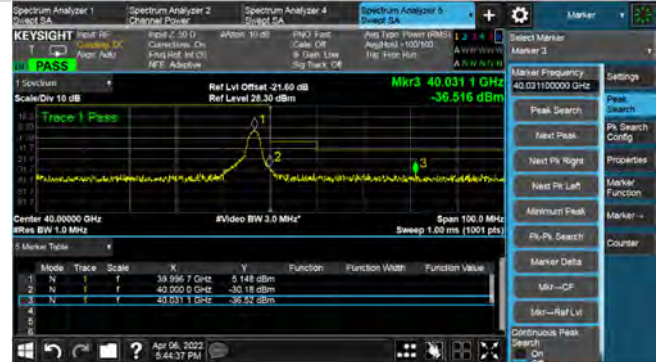 Spectrum Analyzer 1
Swept SA
Spectrum Analyzer 2
Channel Power
Spectrum Analyzer 4
Swept SA
Spectrum Analyzer 5
Swept SA
Marker
KEYSIGHT Input: RF
Coupling: DC
Align: Auto
Input Z: 50 Ω
Corrections: On
Freq Ref: Int (S)
NFE: Adaptive
#Atten: 10 dB
PNO: Fast
Gate: Off
IF Gain: Low
Sig Track: Off
Avg Type: Power (RMS)
Avg|Hold: >100/100
Trig: Free Run
PASS
Select Marker
Marker 3
Marker Frequency
40.031100000 GHz
Settings
Peak Search
Peak Search
Next Peak
Pk Search Config
Next Pk Right
Properties
Next Pk Left
Marker Function
Minimum Peak
Marker→
Pk-Pk Search
Counter
Marker Delta
Mkr→CF
Mkr→Ref Lvl
Continuous Peak Search
On
1 Spectrum
Scale/Div 10 dB
Ref Lvl Offset -21.60 dB
Ref Level 28.30 dBm
Mkr3 40.031 1 GHz
-36.516 dBm
Trace 1 Pass
1
2
3
Center 40.00000 GHz
#Res BW 1.0 MHz
#Video BW 3.0 MHz*
Span 100.0 MHz
Sweep 1.00 ms (1001 pts)
5 Marker Table
Mode Trace Scale X Y Function Function Width Function Value
1 N 1 f 39.996 7 GHz 5.148 dBm
2 N 1 f 40.000 0 GHz -30.18 dBm
3 N 1 f 40.031 1 GHz -36.52 dBm
4
5
6
Apr 06, 2022
5:44:37 PM